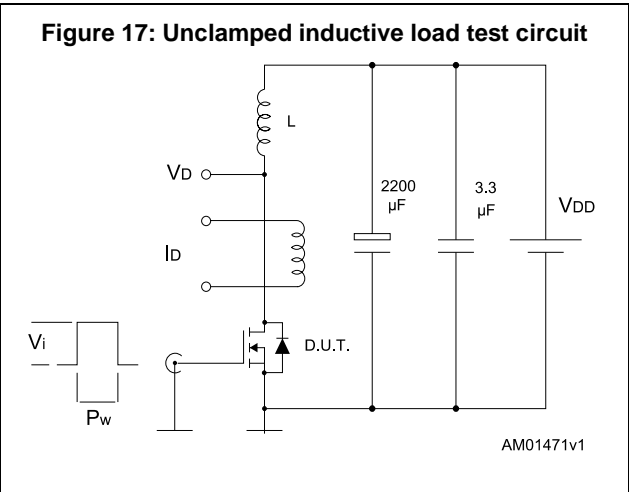 Figure 17: Unclamped inductive load test circuit
L
VD
2200
µF
3.3
µF
VDD
ID
Vi
D.U.T.
Pw
AM01471v1